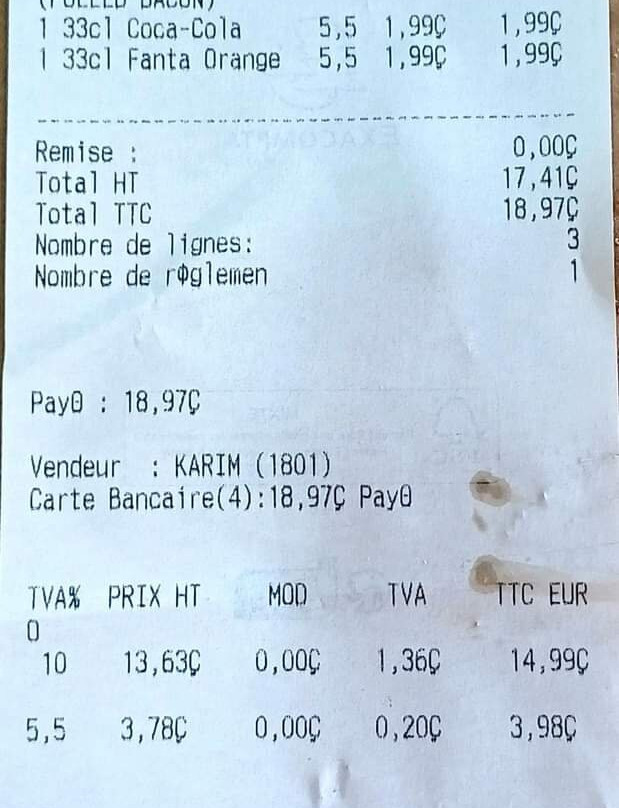 (PULLED BACON)
1 33cl Coca-Cola 5,5 1,99Ç 1,99Ç
1 33cl Fanta Orange 5,5 1,99Ç 1,99Ç
Remise : 0,00Ç
Total HT 17,41Ç
Total TTC 18,97Ç
Nombre de lignes: 3
Nombre de rΦglemen 1
PayΘ : 18,97Ç
Vendeur : KARIM (1801)
Carte Bancaire(4):18,97Ç PayΘ
TVA% PRIX HT MOD TVA TTC EUR
0
10 13,63Ç 0,00Ç 1,36Ç 14,99Ç
5,5 3,78Ç 0,00Ç 0,20Ç 3,98Ç